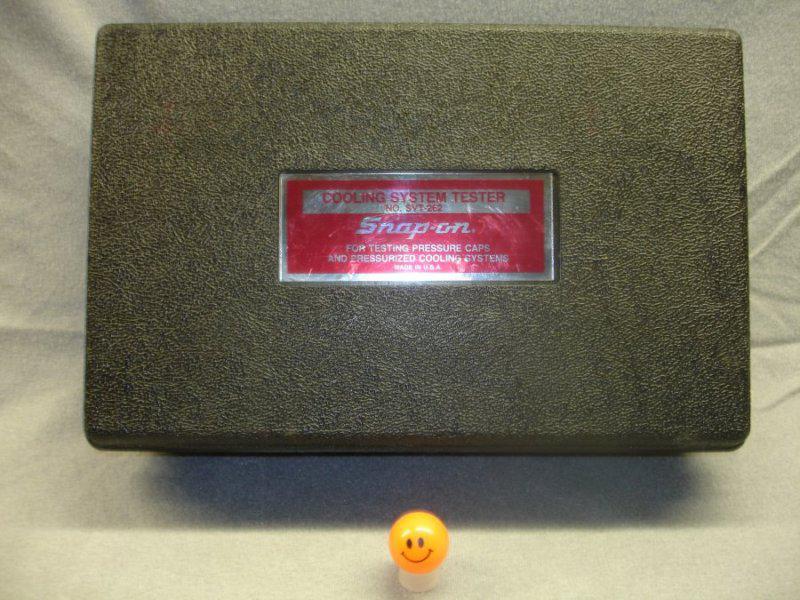 COOLING SYSTEM TESTER
NO. SVT-262
Snap-on®
FOR TESTING PRESSURE CAPS
AND PRESSURIZED COOLING SYSTEMS
MADE IN U.S.A.